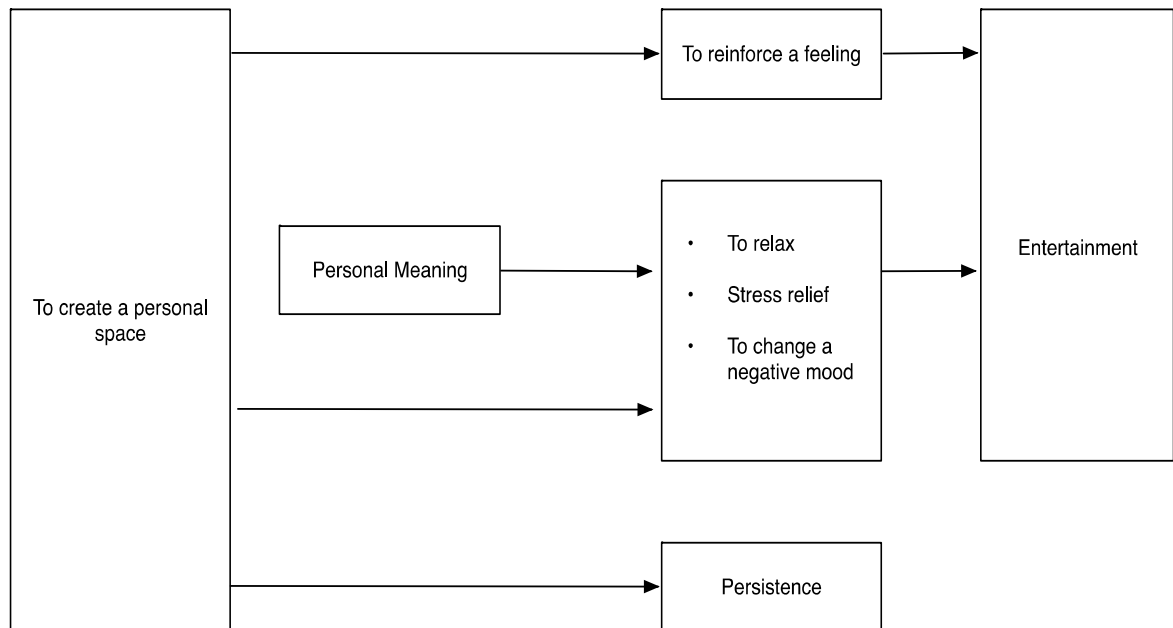 To create a personal
space
Personal Meaning
To reinforce a feeling
• To relax
• Stress relief
• To change a
negative mood
Persistence
Entertainment